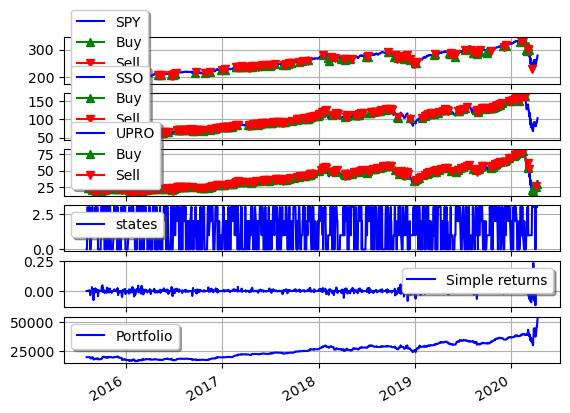 SPY
Buy
Sell
300
200
SSO
Buy
Sell
150
100
50
UPRO
Buy
Sell
75
50
25
states
2.5
0.0
Simple returns
0.25
0.00
Portfolio
50000
25000
2016 2017 2018 2019 2020